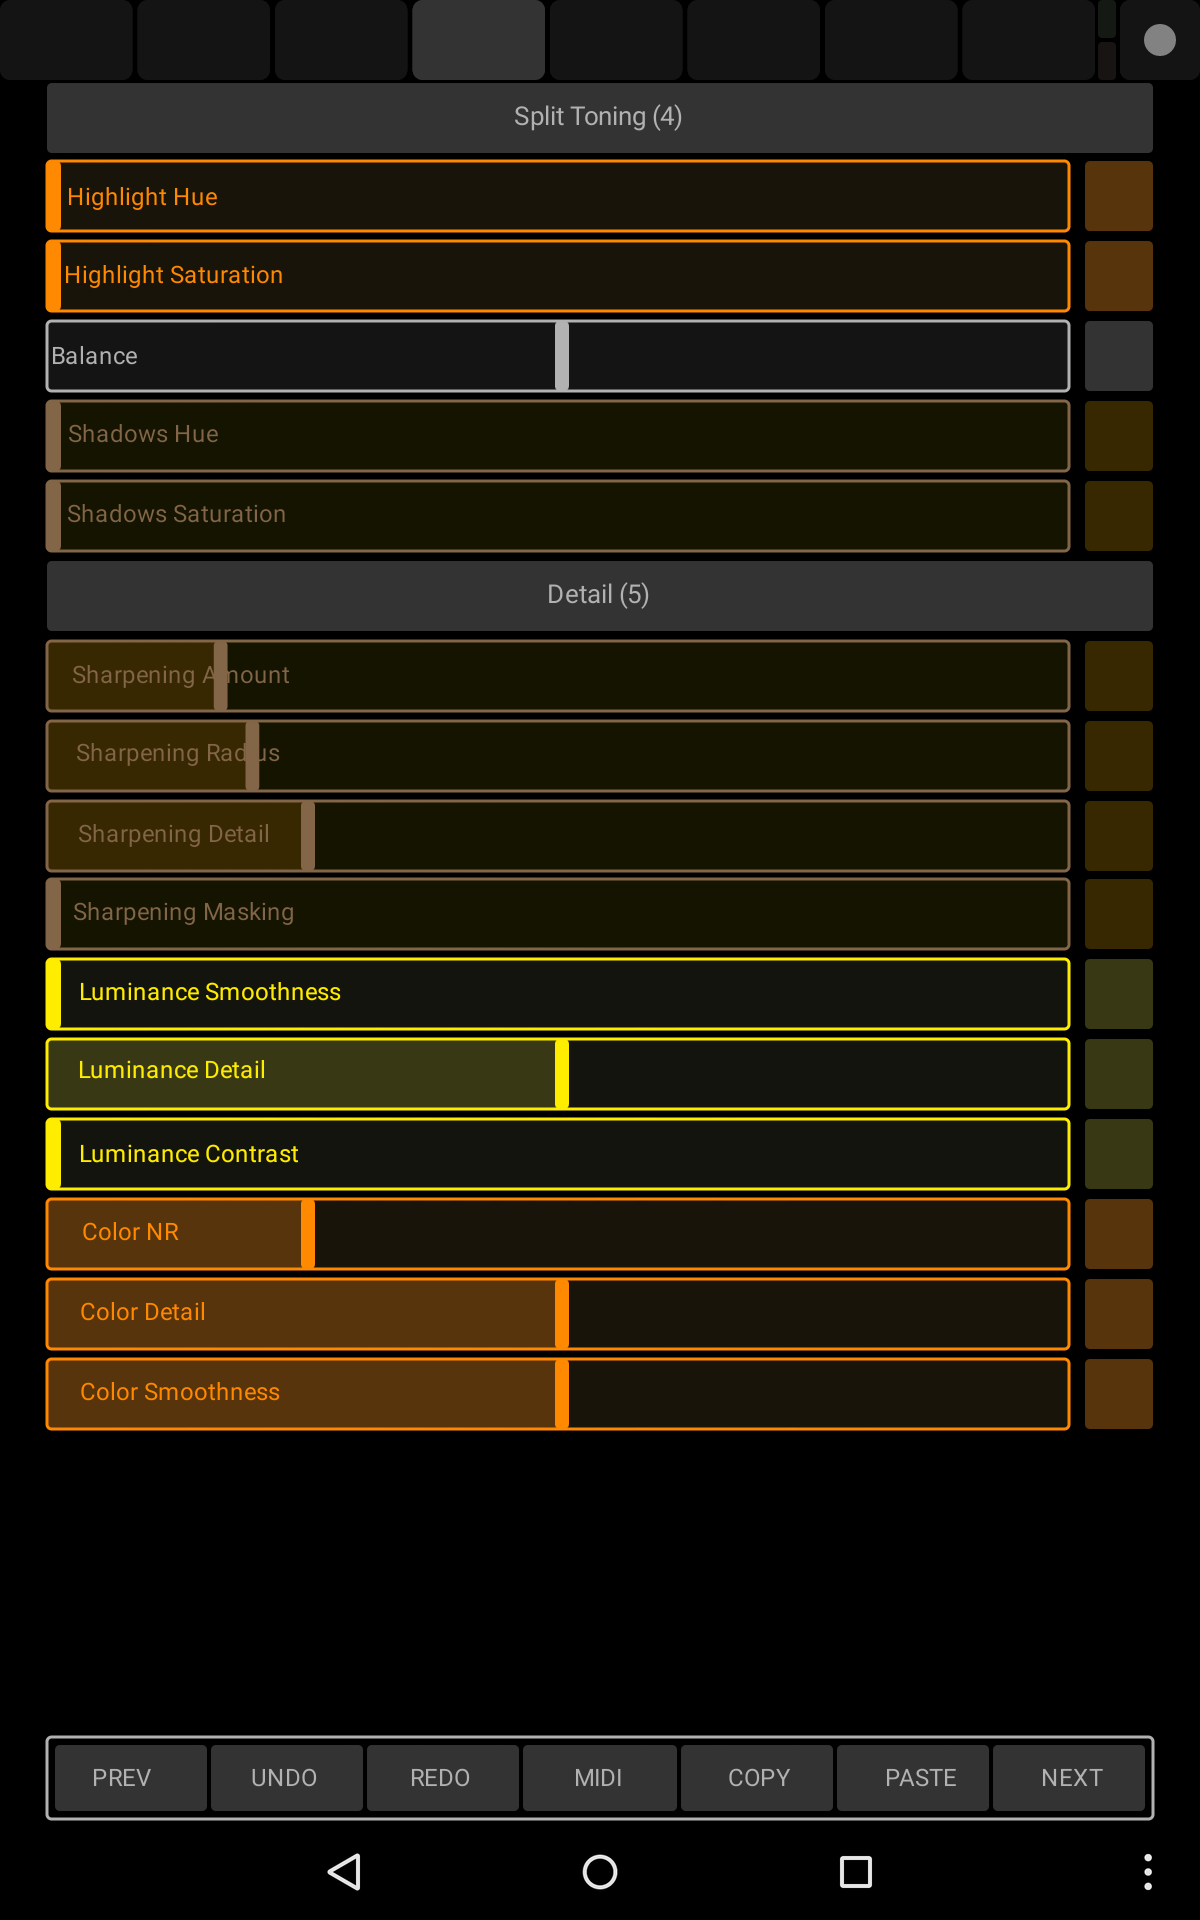 Split Toning (4)
Highlight Hue
Highlight Saturation
Balance
Shadows Hue
Shadows Saturation
Detail (5)
Sharpening Amount
Sharpening Radius
Sharpening Detail
Sharpening Masking
Luminance Smoothness
Luminance Detail
Luminance Contrast
Color NR
Color Detail
Color Smoothness
PREV UNDO REDO MIDI COPY PASTE NEXT